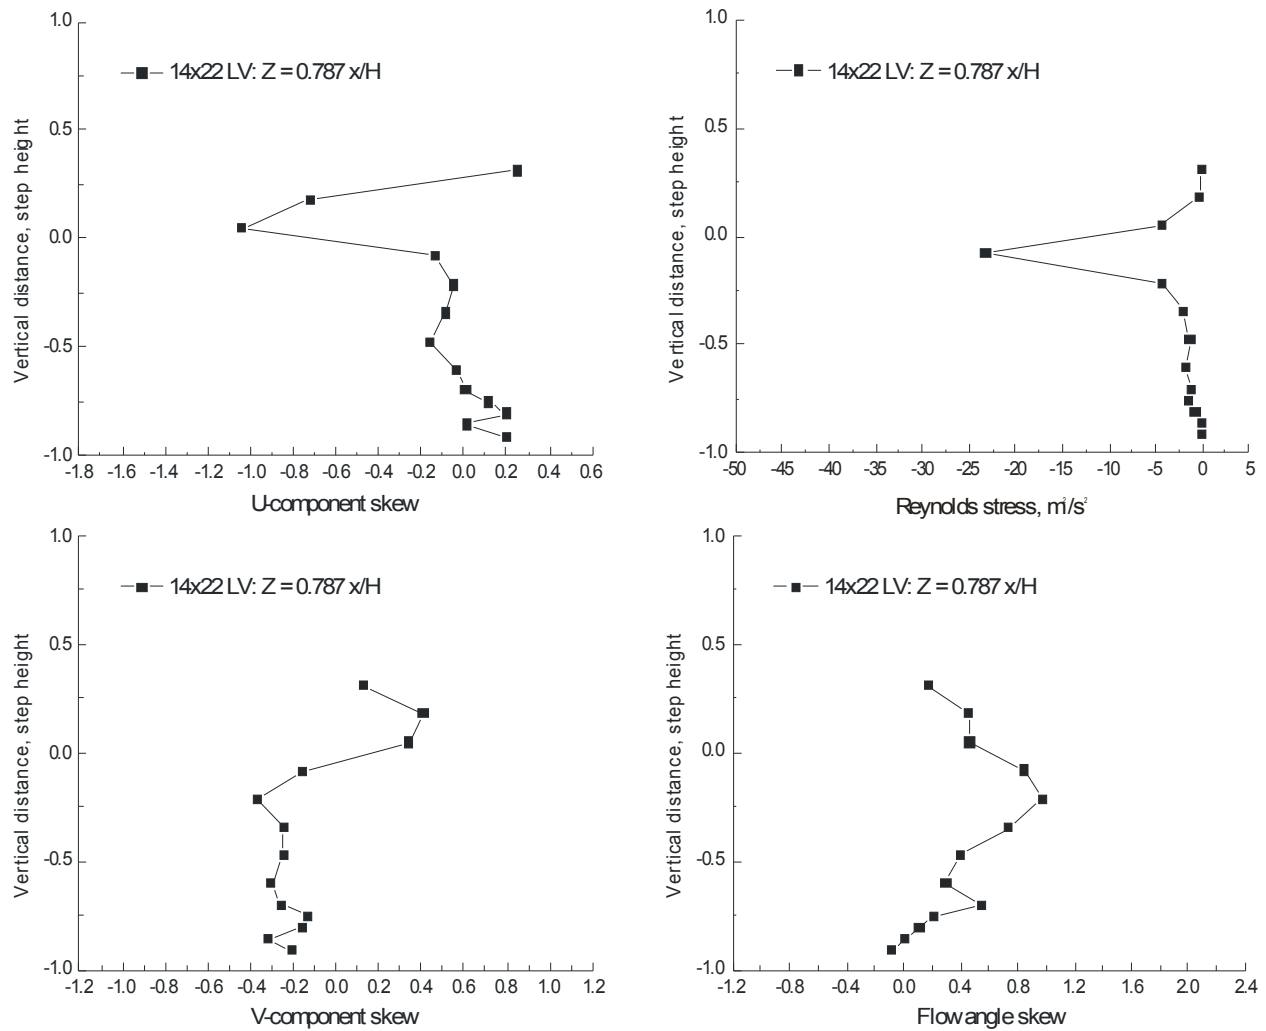 1.0
14x22 LV: Z = 0.787 x/H
0.5
0.0
-0.5
-1.0
Vertical distance, step height
-1.8 -1.6 -1.4 -1.2 -1.0 -0.8 -0.6 -0.4 -0.2 0.0 0.2 0.4 0.6
U-component skew
1.0
14x22 LV: Z = 0.787 x/H
0.5
0.0
-0.5
-1.0
Vertical distance, step height
-50 -45 -40 -35 -30 -25 -20 -15 -10 -5 0 5
Reynolds stress, m²/s²
1.0
14x22 LV: Z = 0.787 x/H
0.5
0.0
-0.5
-1.0
Vertical distance, step height
-1.2 -1.0 -0.8 -0.6 -0.4 -0.2 0.0 0.2 0.4 0.6 0.8 1.0 1.2
V-component skew
1.0
14x22 LV: Z = 0.787 x/H
0.5
0.0
-0.5
-1.0
Vertical distance, step height
-1.2 -0.8 -0.4 0.0 0.4 0.8 1.2 1.6 2.0 2.4
Flow angle skew